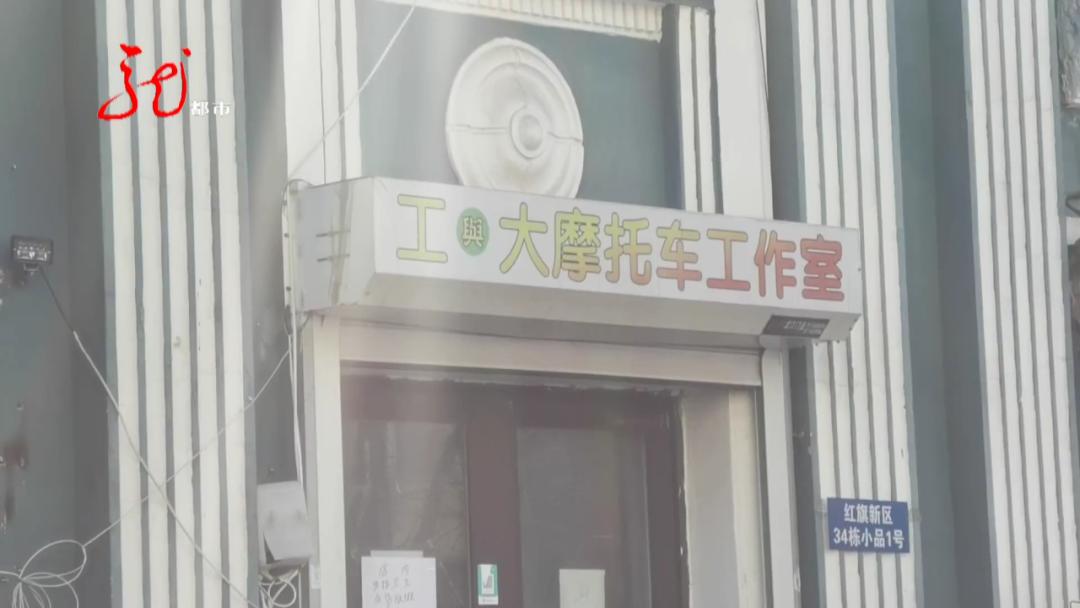 龙
都市
工與大摩托车工作室
红旗新区
34栋小品1号